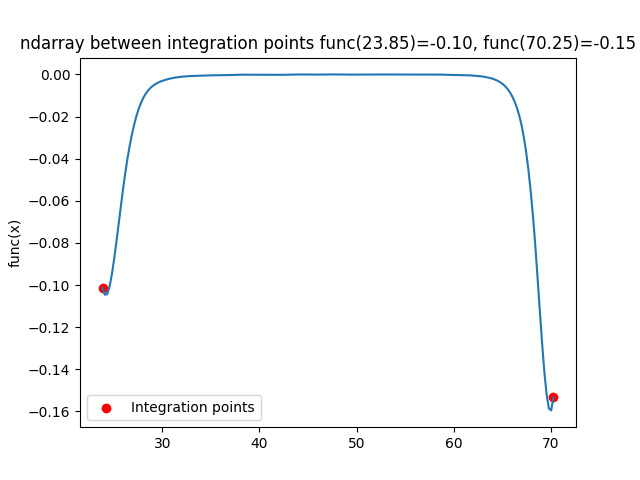 ndarray between integration points func(23.85)=-0.10, func(70.25)=-0.15
0.00
−0.02
−0.04
−0.06
−0.08
−0.10
−0.12
−0.14
−0.16
func(x)
Integration points
30 40 50 60 70